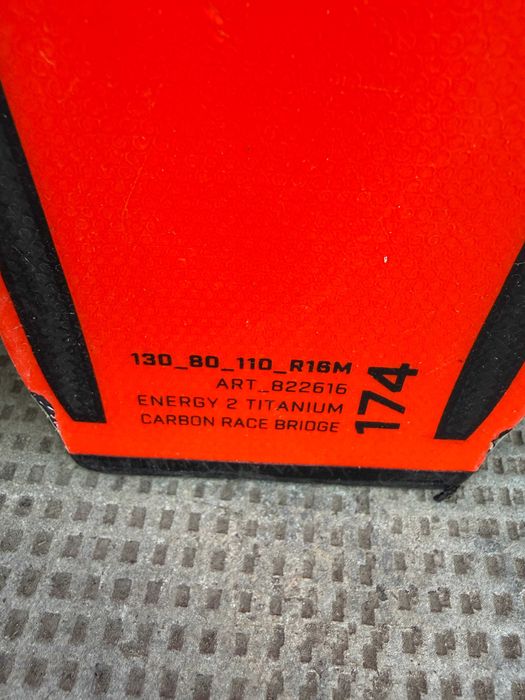 130_80_110_R16M
ART_822616
ENERGY 2 TITANIUM
CARBON RACE BRIDGE
174